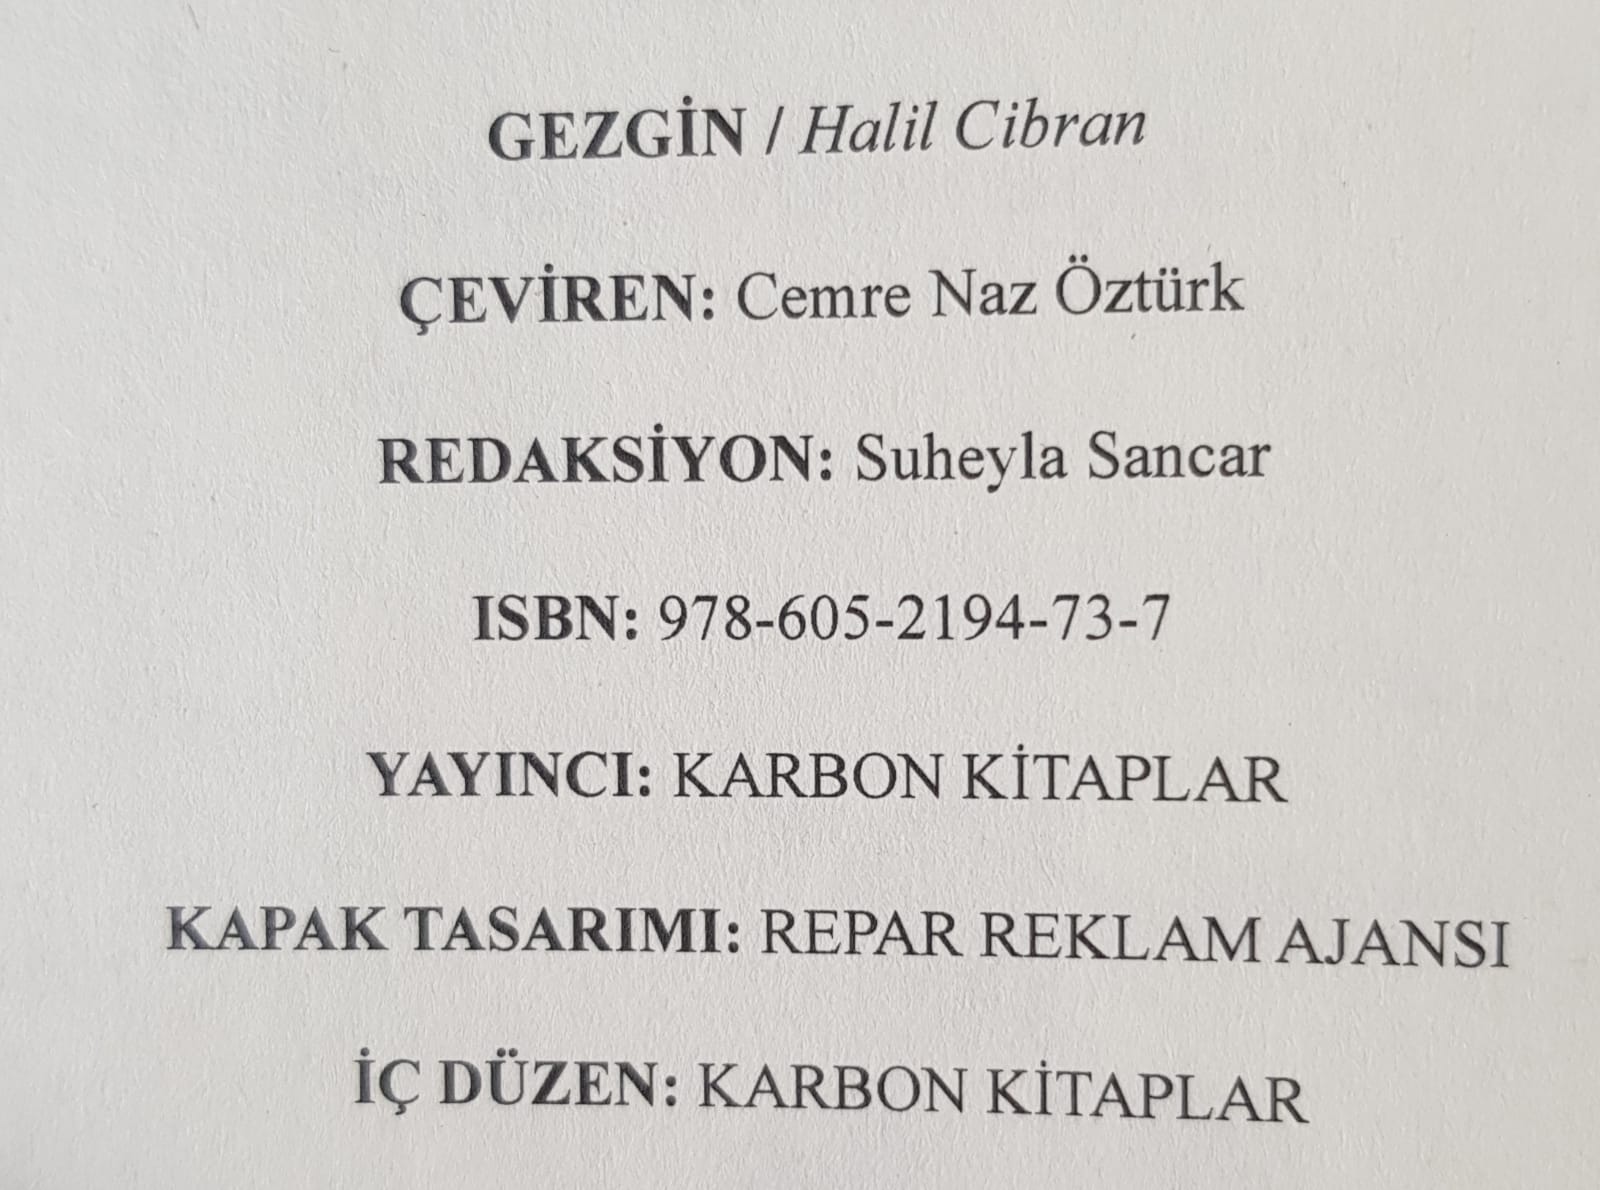 GEZGİN / Halil Cibran
ÇEVİREN: Cemre Naz Öztürk
REDAKSİYON: Suheyla Sancar
ISBN: 978-605-2194-73-7
YAYINCI: KARBON KİTAPLAR
KAPAK TASARIMI: REPAR REKLAM AJANSI
İÇ DÜZEN: KARBON KİTAPLAR